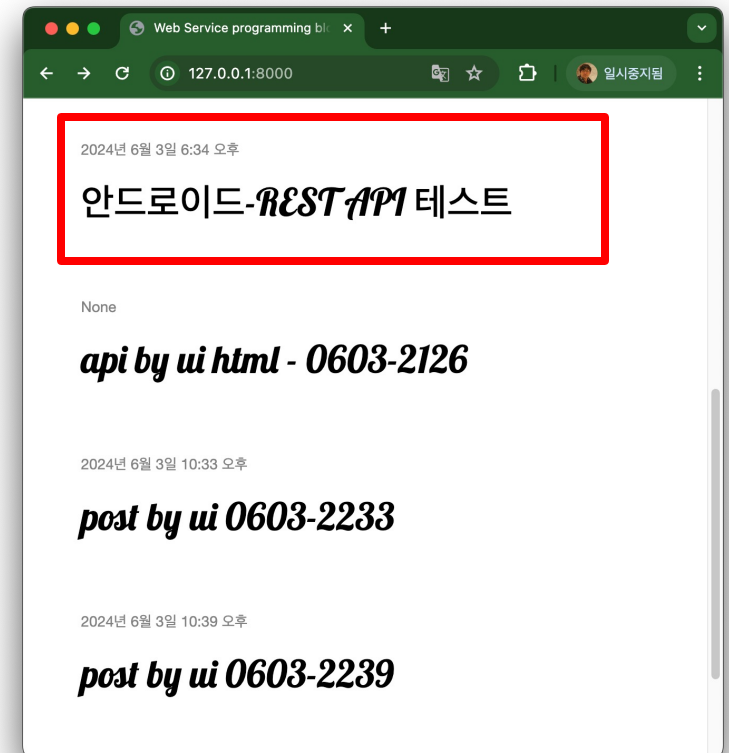 Web Service programming blo
127.0.0.1:8000
일시중지됨
2024년 6월 3일 6:34 오후
안드로이드-REST API 테스트
None
api by ui html - 0603-2126
2024년 6월 3일 10:33 오후
post by ui 0603-2233
2024년 6월 3일 10:39 오후
post by ui 0603-2239